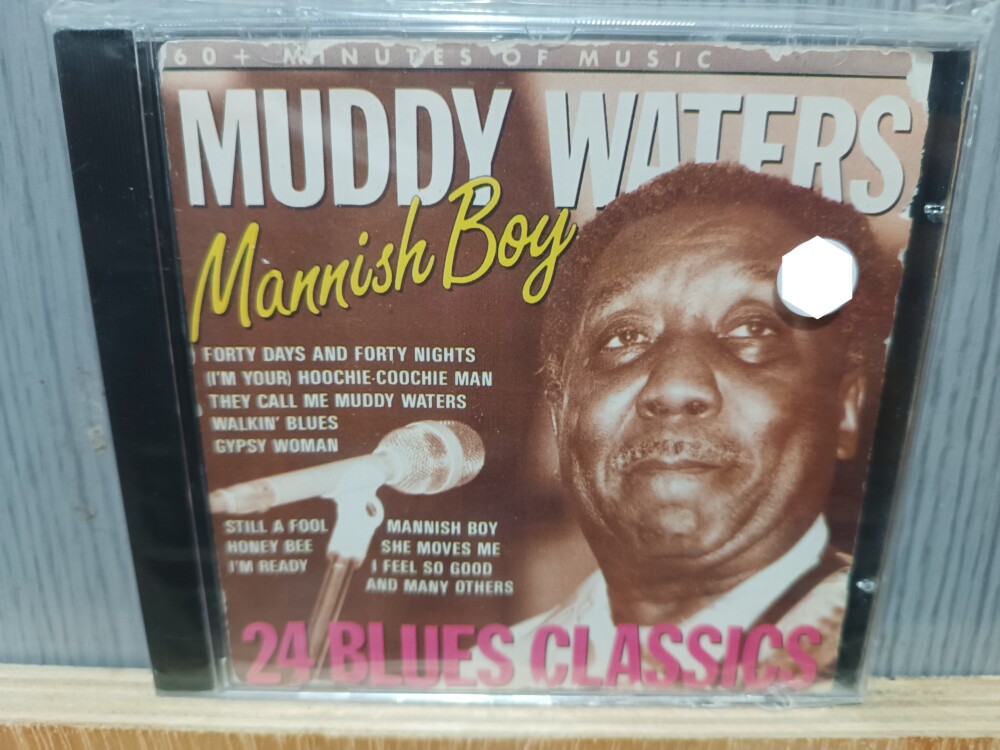 60+ MINUTES OF MUSIC
MUDDY WATERS
Mannish Boy
FORTY DAYS AND FORTY NIGHTS
(I'M YOUR) HOOCHIE-COOCHIE MAN
THEY CALL ME MUDDY WATERS
WALKIN' BLUES
GYPSY WOMAN
STILL A FOOL
HONEY BEE
I'M READY
MANNISH BOY
SHE MOVES ME
I FEEL SO GOOD
AND MANY OTHERS
24 BLUES CLASSICS